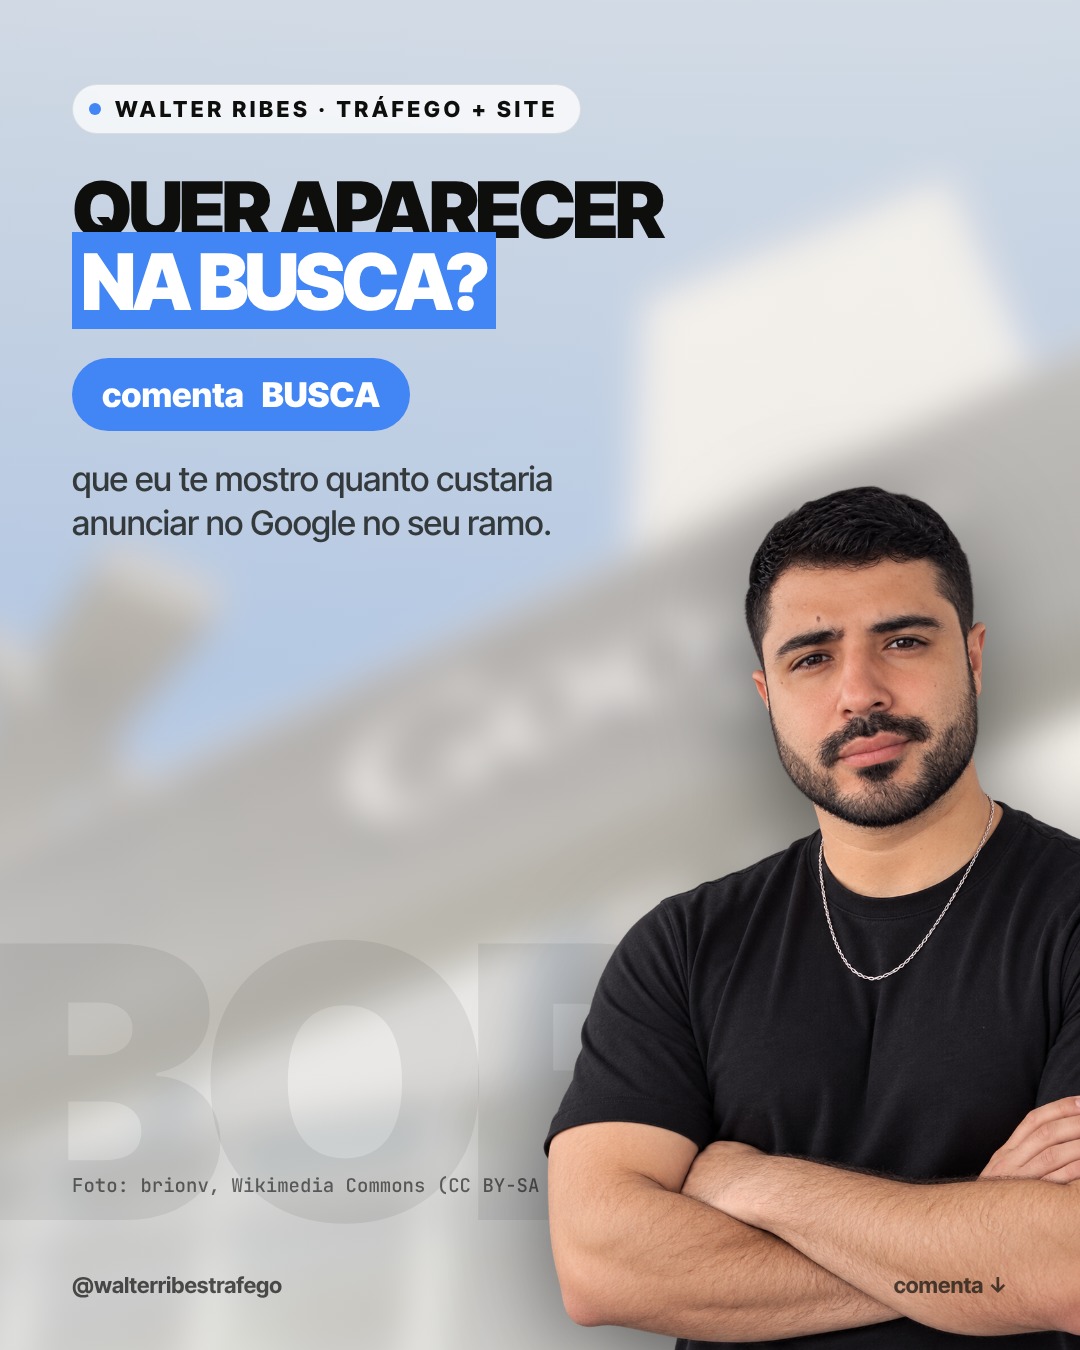 WALTER RIBES · TRÁFEGO + SITE
QUER APARECER
NA BUSCA?
comenta BUSCA
que eu te mostro quanto custaria
anunciar no Google no seu ramo.
BO
Foto: brionv, Wikimedia Commons (CC BY-SA
@walterribestrafego
comenta ↓